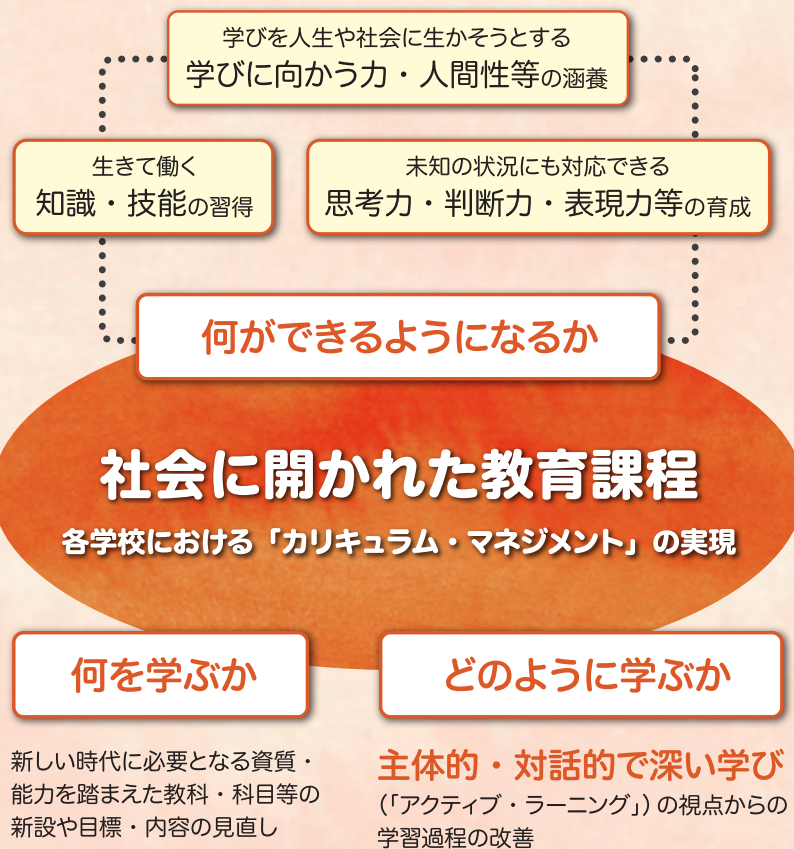 学びを人生や社会に生かそうとする
学びに向かう力・人間性等の涵養
生きて働く
知識・技能の習得
未知の状況にも対応できる
思考力・判断力・表現力等の育成
何ができるようになるか
社会に開かれた教育課程
各学校における「カリキュラム・マネジメント」の実現
何を学ぶか
新しい時代に必要となる資質・
能力を踏まえた教科・科目等の
新設や目標・内容の見直し
どのように学ぶか
主体的・対話的で深い学び
（「アクティブ・ラーニング」）の視点からの
学習過程の改善